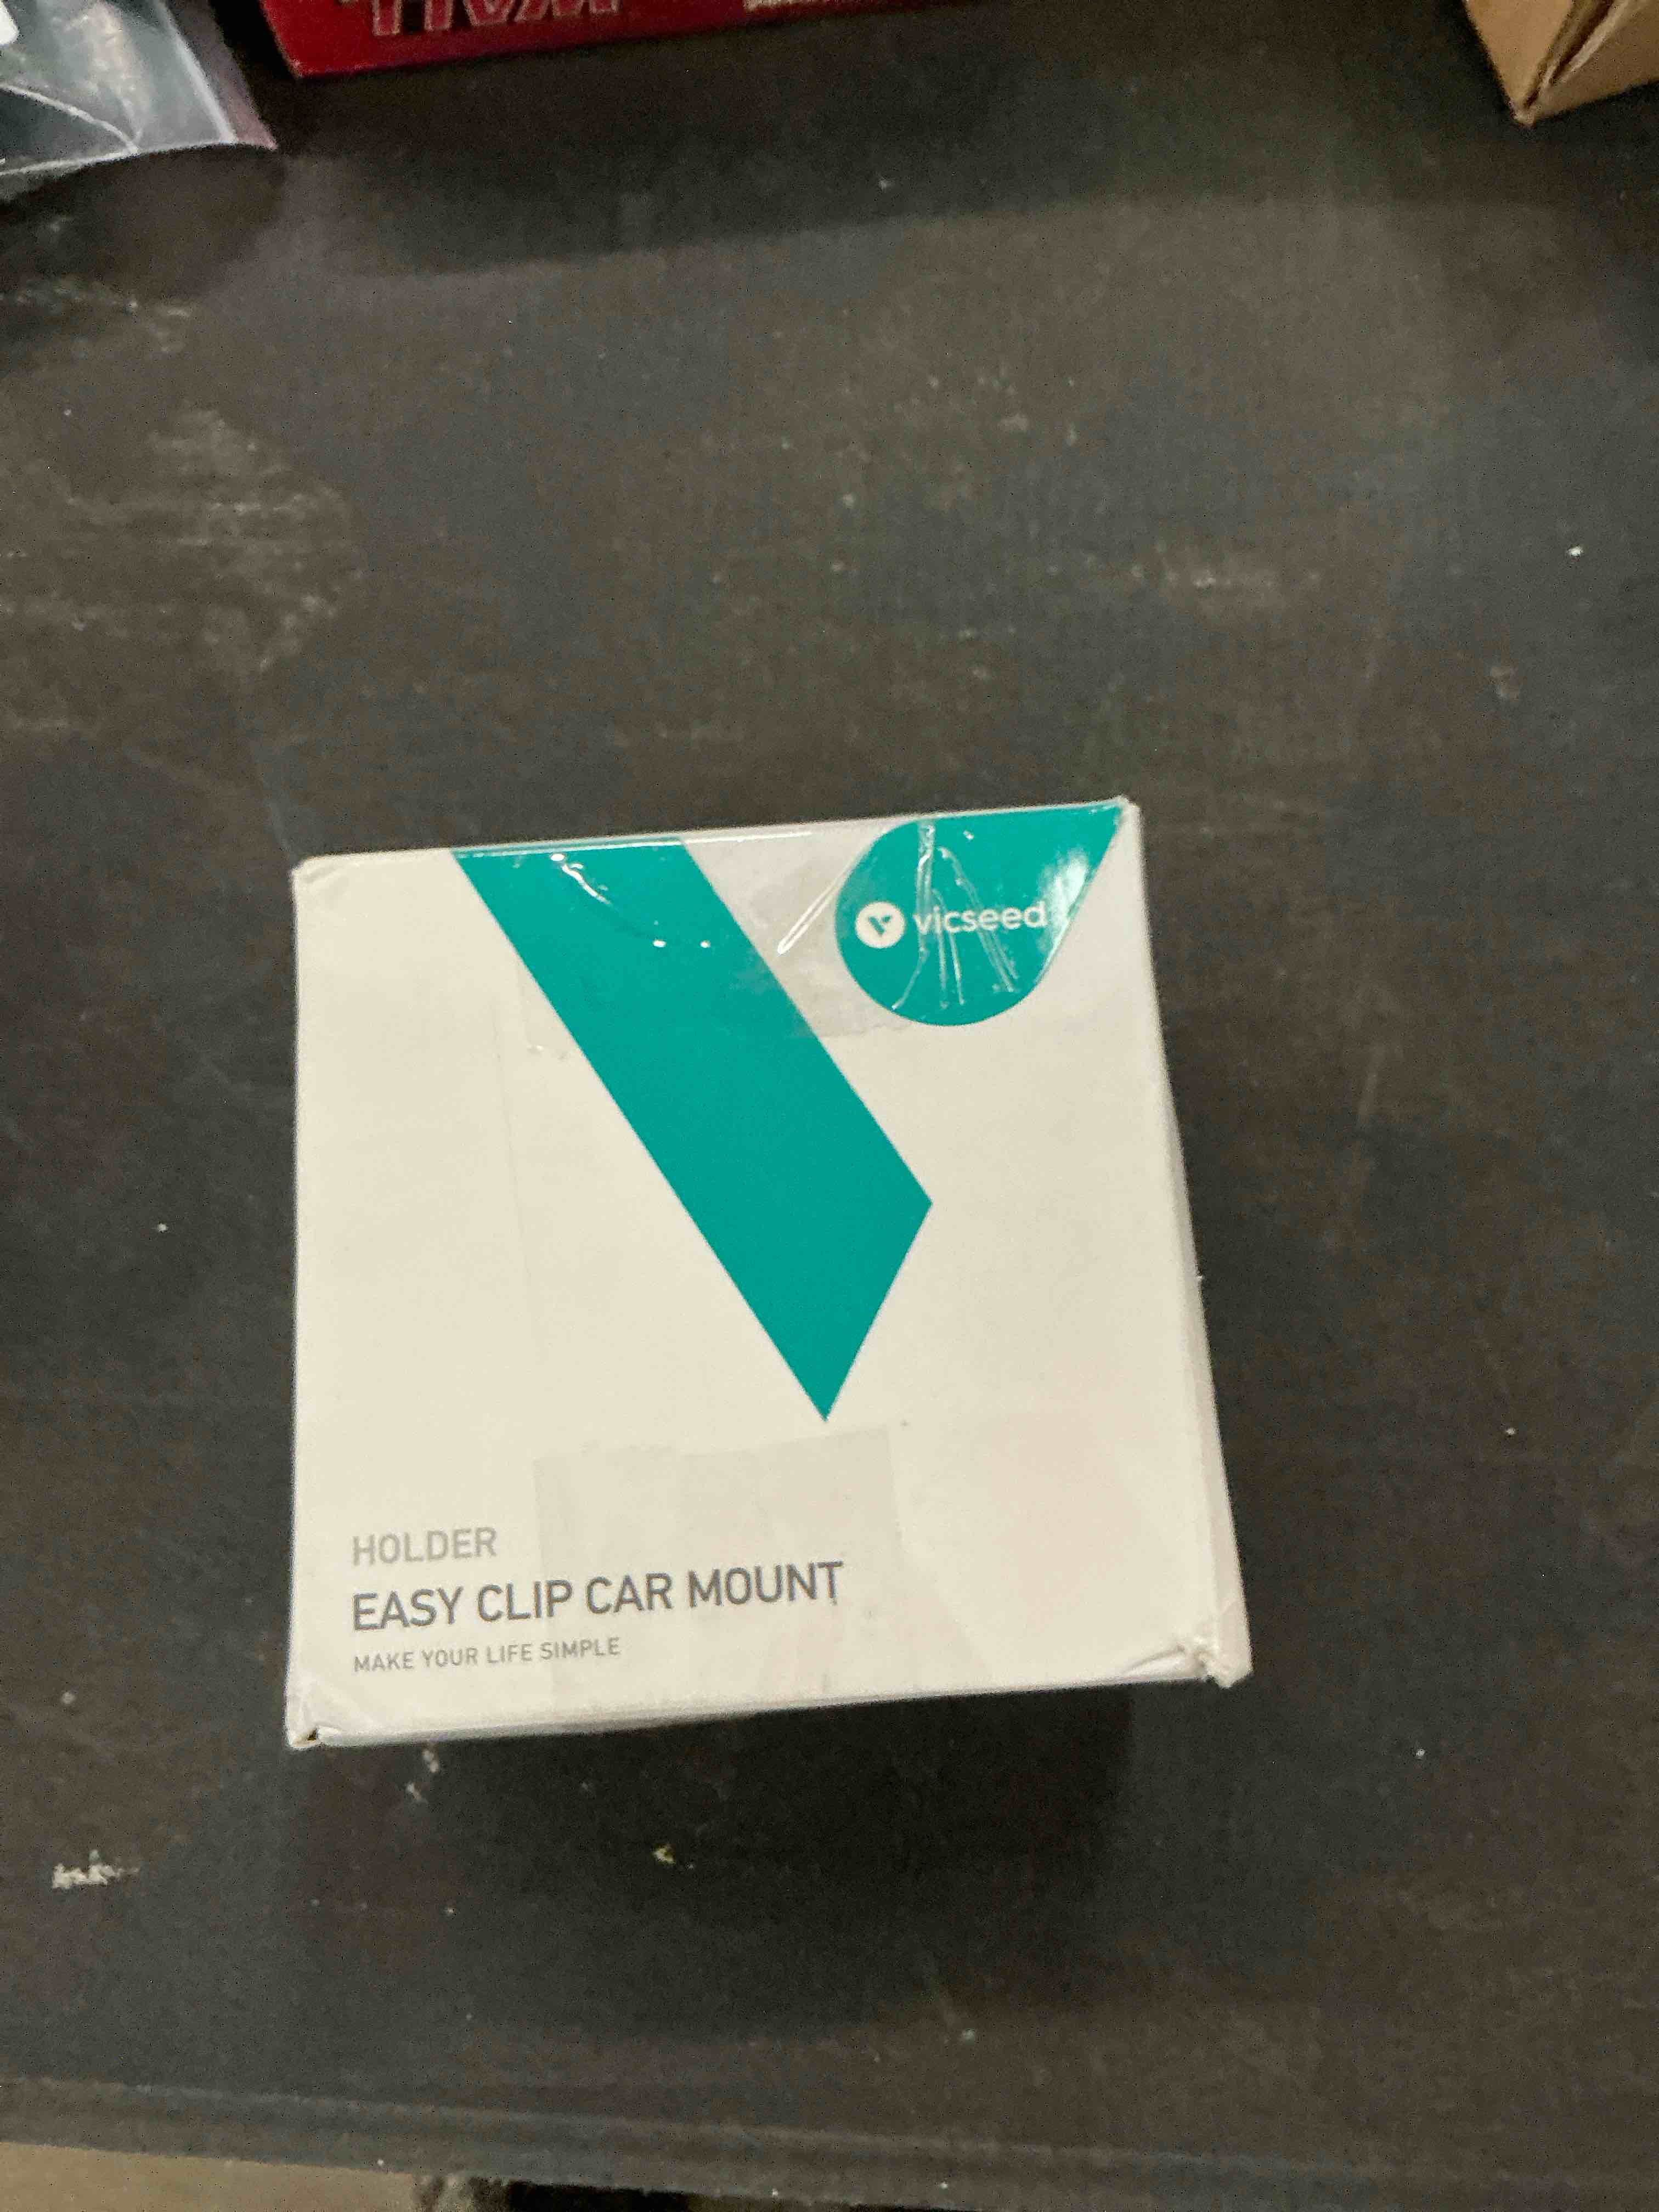 vicseed
HOLDER
EASY CLIP CAR MOUNT
MAKE YOUR LIFE SIMPLE